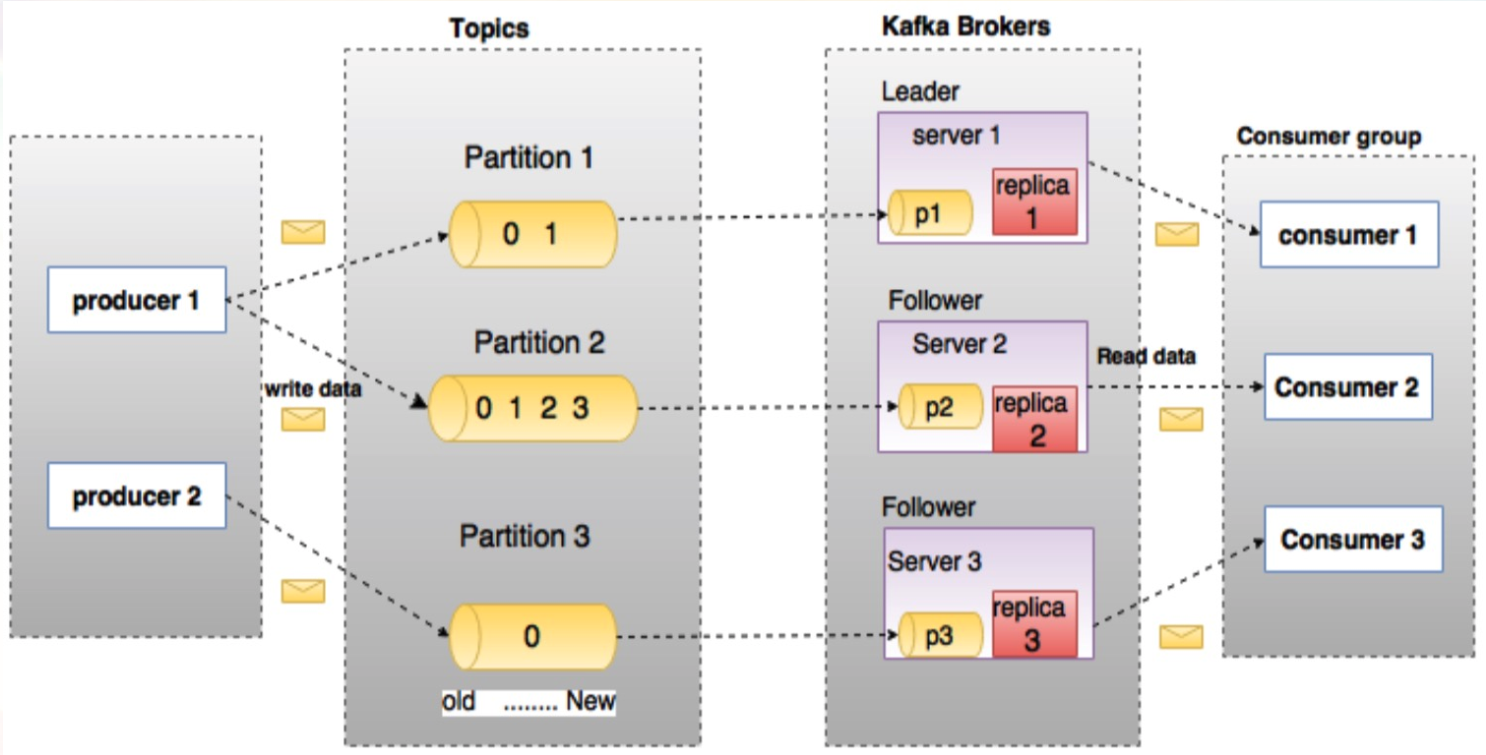 Topics
Kafka Brokers
Consumer group
producer 1
producer 2
write data
Partition 1
0 1
Partition 2
0 1 2 3
Partition 3
0
old ........ New
Leader
server 1
p1
replica
1
Follower
Server 2
p2
replica
2
Follower
Server 3
p3
replica
3
Read data
consumer 1
Consumer 2
Consumer 3